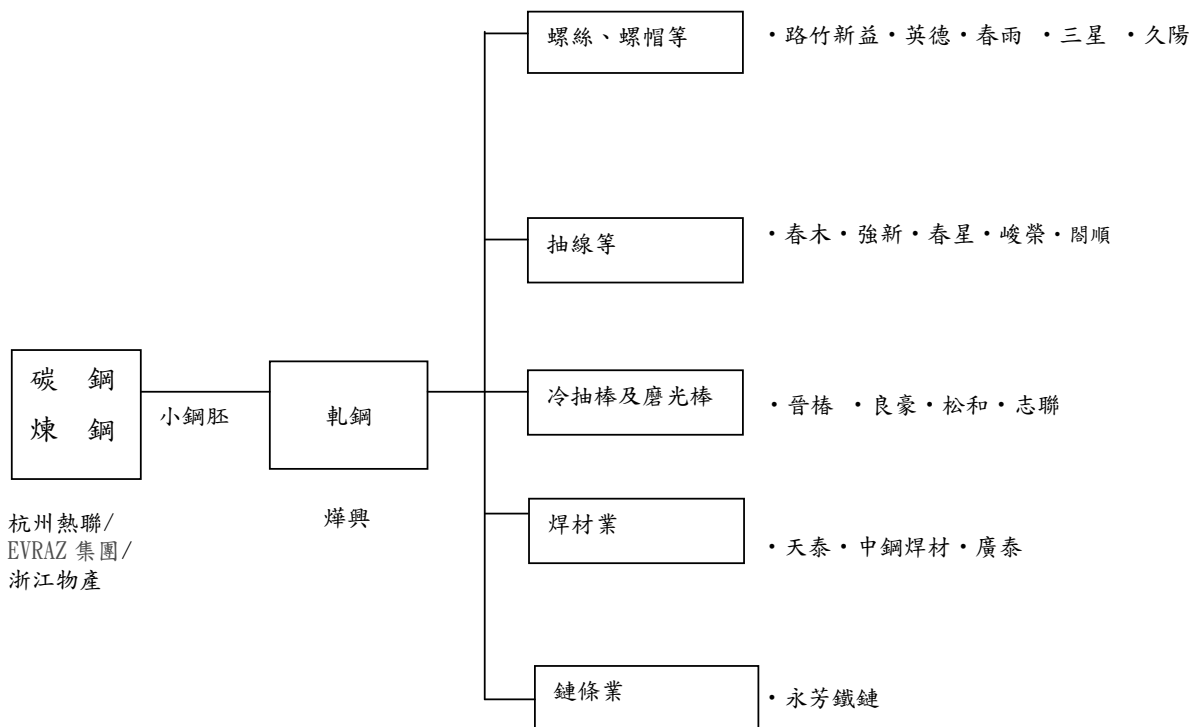 螺絲、螺帽等
・路竹新益・英德・春雨 ・三星 ・久陽
抽線等
・春木・強新・春星・峻榮・閤順
碳 鋼
煉 鋼
小鋼胚
軋鋼
冷抽棒及磨光棒
・晉椿 ・良豪・松和・志聯
杭州熱聯/
EVRAZ 集團/
浙江物產
燁興
焊材業
・天泰・中鋼焊材・廣泰
鏈條業
・永芳鐵鏈